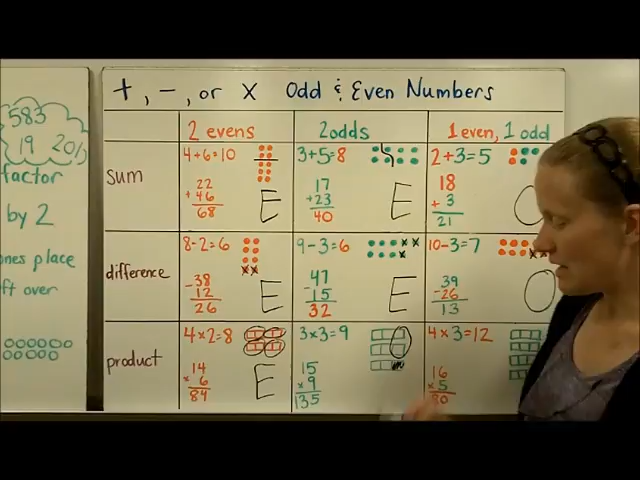 583
19 201
factor
by 2
ones place
ft over
+, -, or x Odd & Even Numbers
2 evens 2 odds 1 even, 1 odd
sum
4+6=10
22
+ 46
68
E
3+5=8
17
+23
40
E
2+3=5
18
+ 3
21
O
difference
8-2=6
-38
12
26
E
9-3=6
47
-15
32
E
10-3=7
39
-26
13
O
product
4x2=8
14
x 6
84
E
3x3=9
15
x 9
135
4x3=12
16
x 5
80